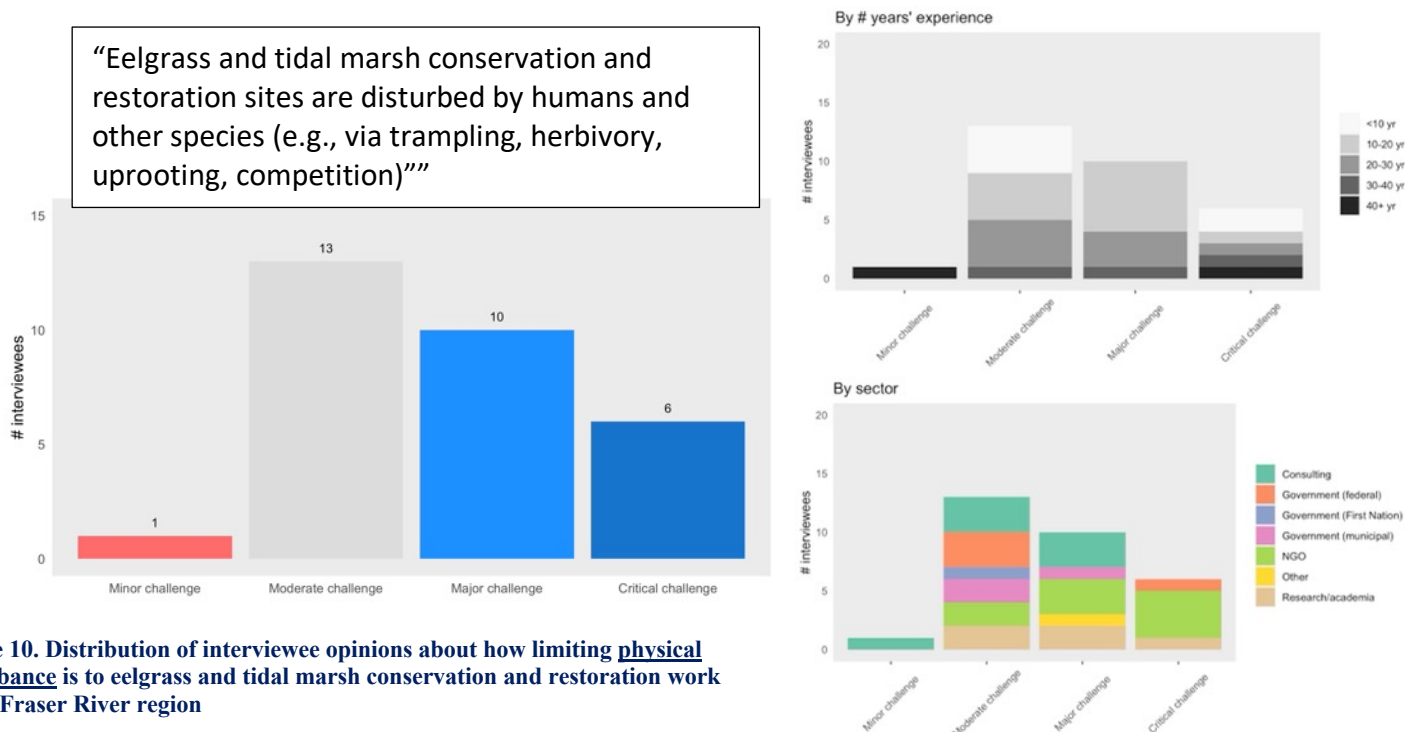 “Eelgrass and tidal marsh conservation and
restoration sites are disturbed by humans and
other species (e.g., via trampling, herbivory,
uprooting, competition)””
15
10
5
0
# interviewees
1
13
10
6
Minor challenge
Moderate challenge
Major challenge
Critical challenge
By # years' experience
20
15
10
5
0
# interviewees
Minor challenge
Moderate challenge
Major challenge
Critical challenge
<10 yr
10-20 yr
20-30 yr
30-40 yr
40+ yr
By sector
20
15
10
5
0
# interviewees
Minor challenge
Moderate challenge
Major challenge
Critical challenge
Consulting
Government (federal)
Government (First Nation)
Government (municipal)
NGO
Other
Research/academia
e 10. Distribution of interviewee opinions about how limiting physical
bance is to eelgrass and tidal marsh conservation and restoration work
Fraser River region